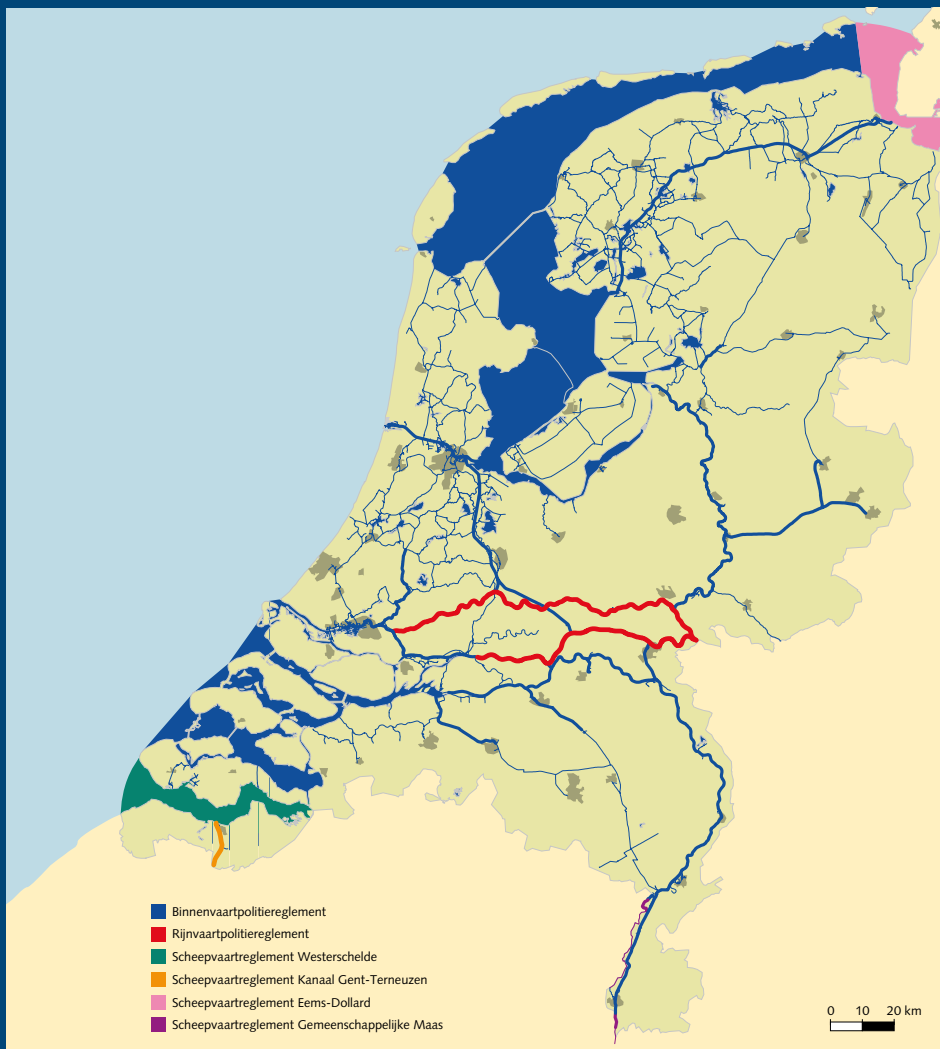 Binnenvaartpolitiereglement
Rijnvaartpolitiereglement
Scheepvaartreglement Westerschelde
Scheepvaartreglement Kanaal Gent-Terneuzen
Scheepvaartreglement Eems-Dollard
Scheepvaartreglement Gemeenschappelijke Maas
0 10 20 km